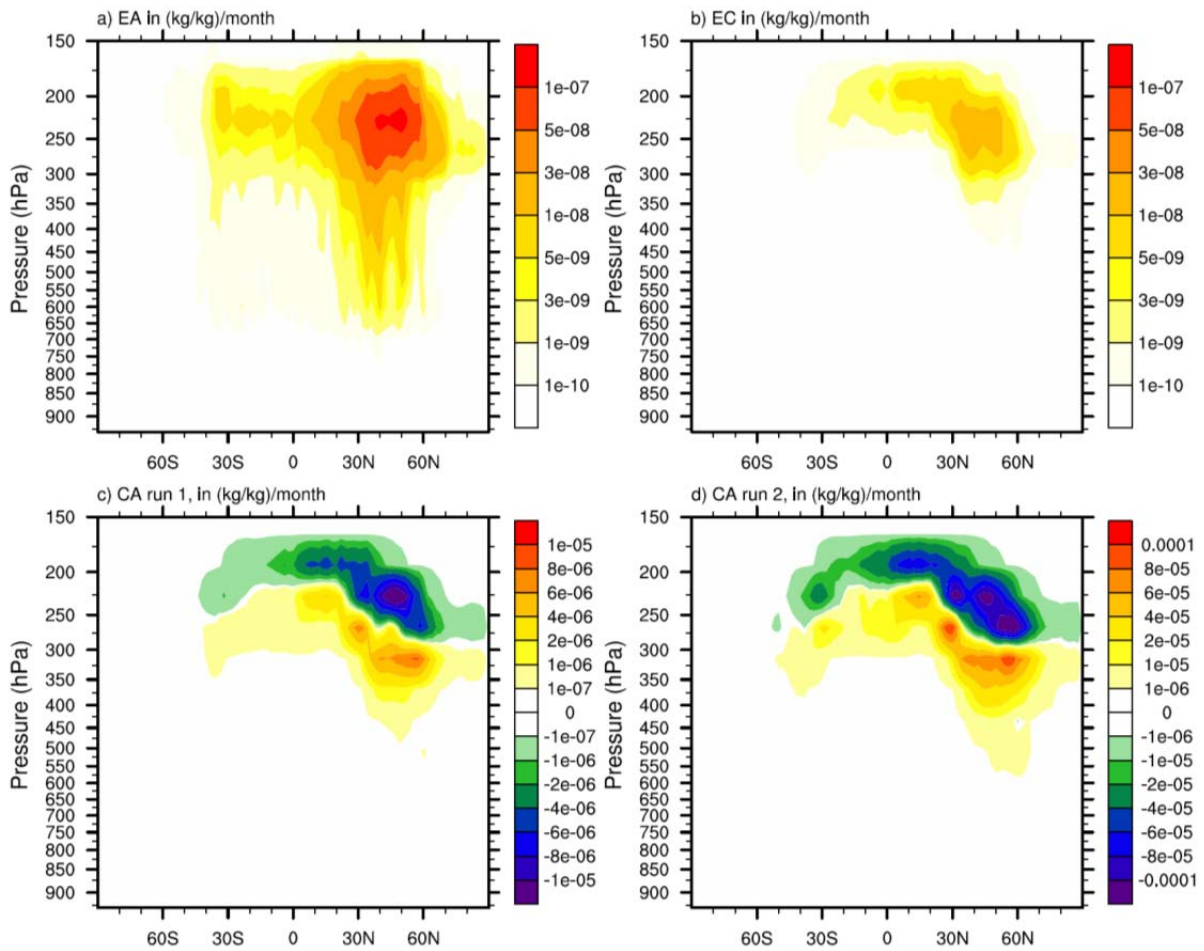 a) EA in (kg/kg)/month
b) EC in (kg/kg)/month
Pressure (hPa)
150
200
250
300
350
400
450
500
550
600
650
700
750
800
850
900
60S 30S 0 30N 60N
1e-07
5e-08
3e-08
1e-08
5e-09
3e-09
1e-09
1e-10
Pressure (hPa)
150
200
250
300
350
400
450
500
550
600
650
700
750
800
850
900
60S 30S 0 30N 60N
1e-07
5e-08
3e-08
1e-08
5e-09
3e-09
1e-09
1e-10
c) CA run 1, in (kg/kg)/month
d) CA run 2, in (kg/kg)/month
Pressure (hPa)
150
200
250
300
350
400
450
500
550
600
650
700
750
800
850
900
60S 30S 0 30N 60N
1e-05
8e-06
6e-06
4e-06
2e-06
1e-06
1e-07
0
-1e-07
-1e-06
-2e-06
-4e-06
-6e-06
-8e-06
-1e-05
Pressure (hPa)
150
200
250
300
350
400
450
500
550
600
650
700
750
800
850
900
60S 30S 0 30N 60N
0.0001
8e-05
6e-05
4e-05
2e-05
1e-05
1e-06
0
-1e-06
-1e-05
-2e-05
-4e-05
-6e-05
-8e-05
-0.0001